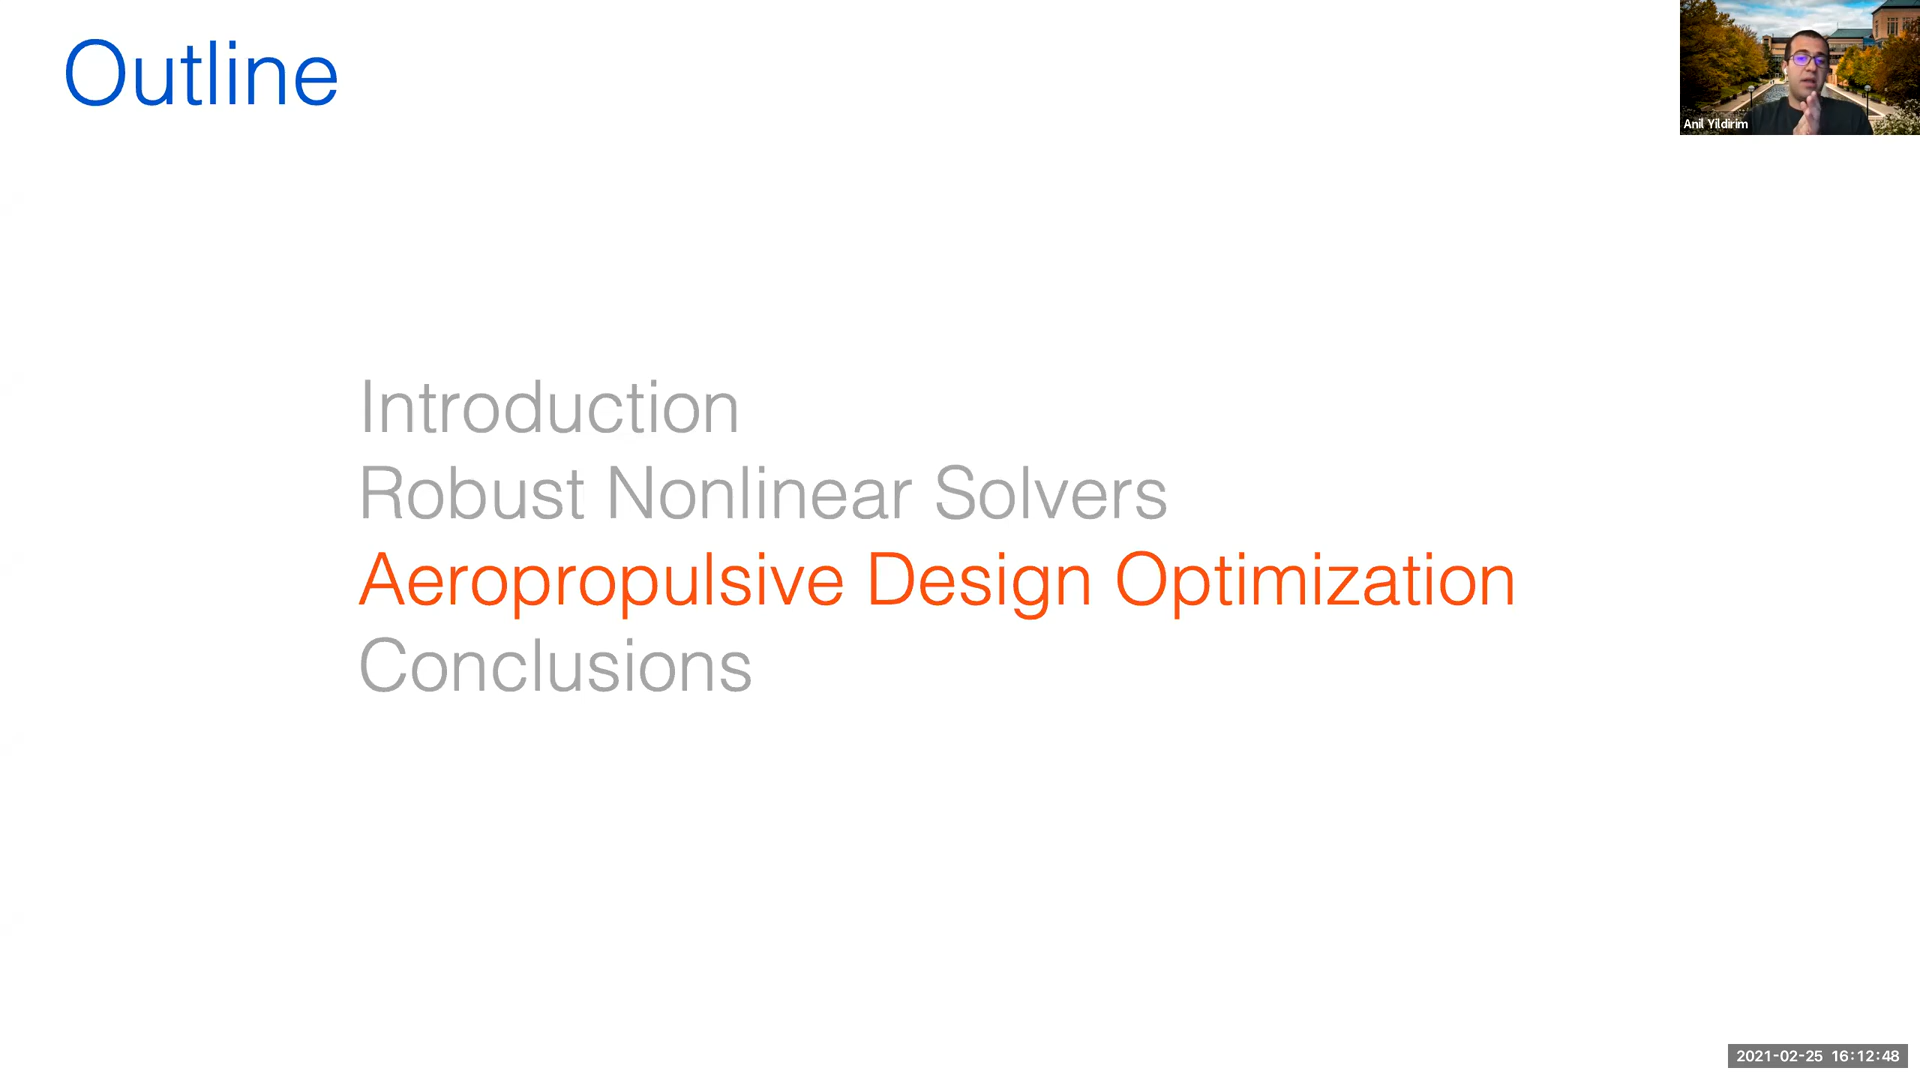 Outline
Anil Yildirim
Introduction
Robust Nonlinear Solvers
Aeropropulsive Design Optimization
Conclusions
2021-02-25 16:12:48